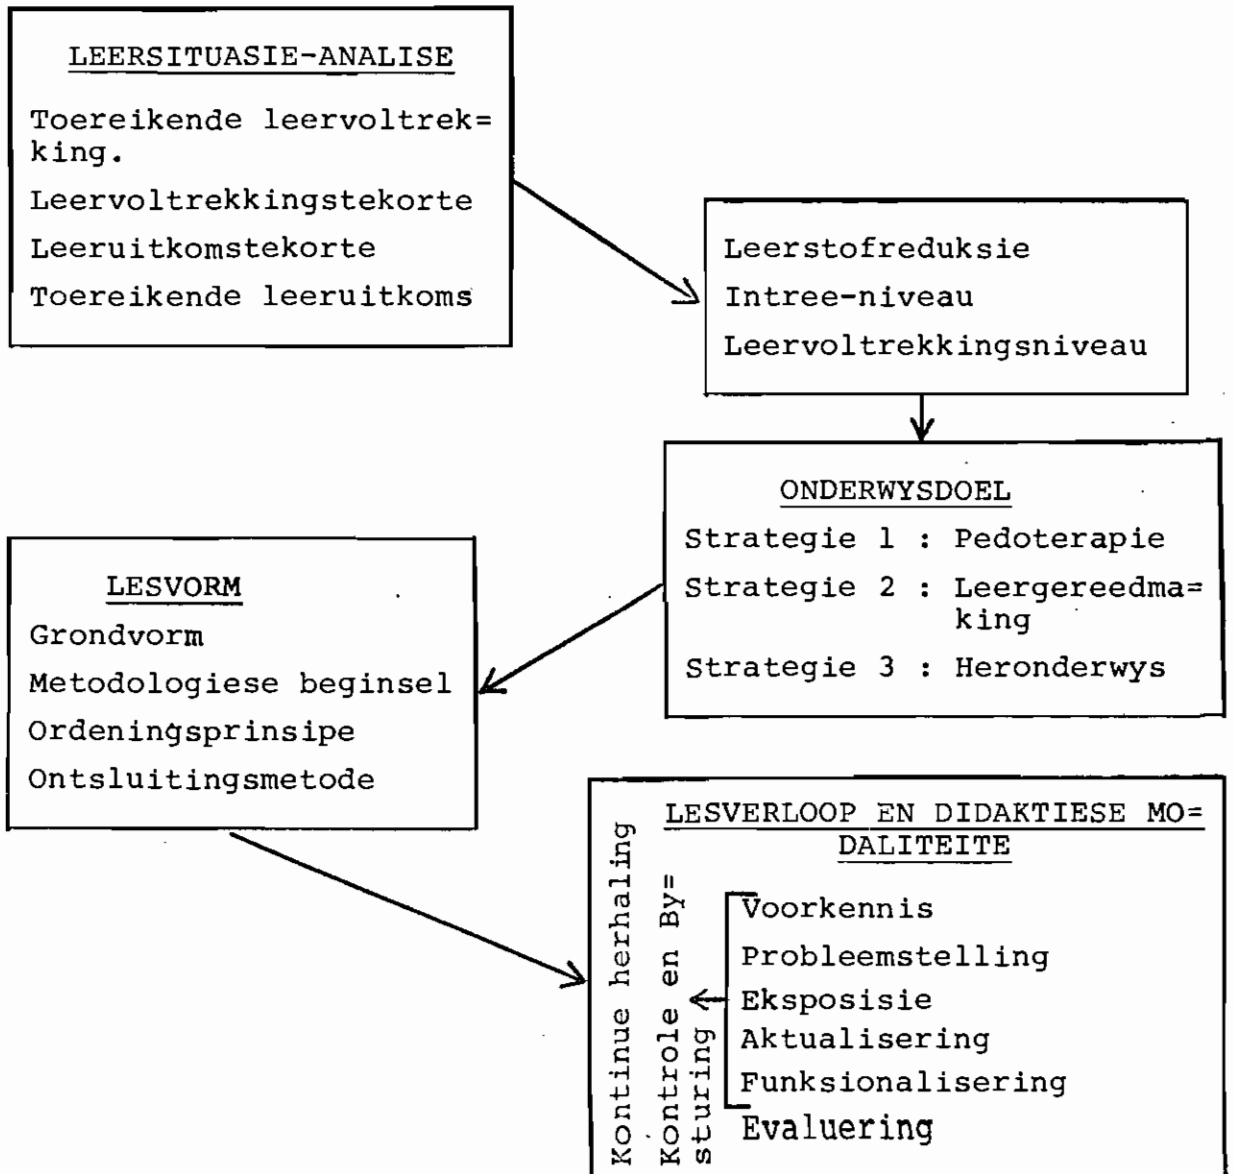 LEERSITUASIE-ANALISE
Toereikende leervoltrek=
king.
Leervoltrekkingstekorte
Leeruitkomstekorte
Toereikende leeruitkoms
Leerstofreduksie
Intree-niveau
Leervoltrekkingsniveau
ONDERWYSDOEL
Strategie 1 : Pedoterapie
Strategie 2 : Leergereedma=
king
Strategie 3 : Heronderwys
LESVORM
Grondvorm
Metodologiese beginsel
Ordeningsprinsipe
Ontsluitingsmetode
LESVERLOOP EN DIDAKTIESE MO=
DALITEITE
Kontinue herhaling
Kontrole en By=
sturing
Voorkennis
Probleemstelling
Eksposisie
Aktualisering
Funksionalisering
Evaluering